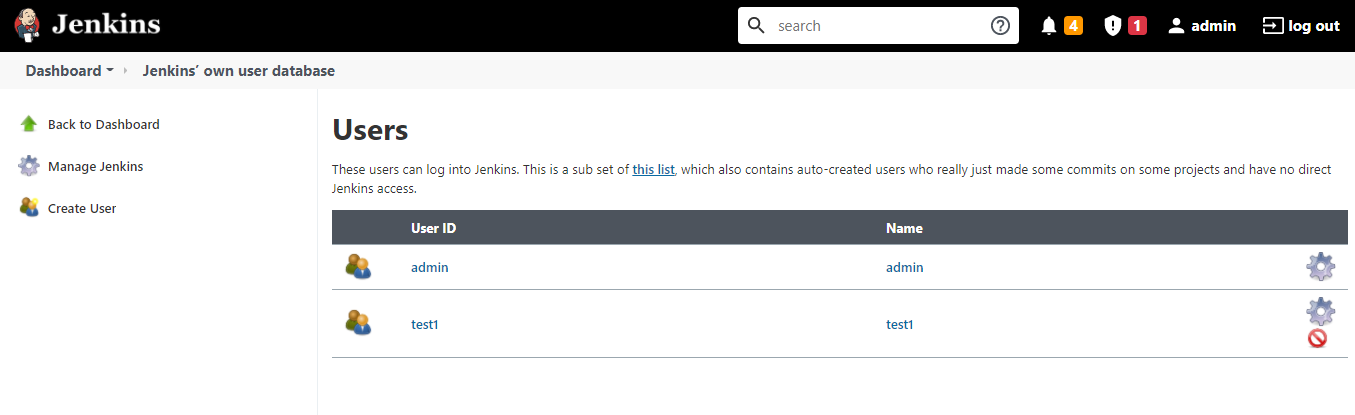 Jenkins
search
4
1
admin
log out
Dashboard
Jenkins’ own user database
Back to Dashboard
Manage Jenkins
Create User
Users
These users can log into Jenkins. This is a sub set of this list, which also contains auto-created users who really just made some commits on some projects and have no direct
Jenkins access.
User ID Name
admin admin
test1 test1